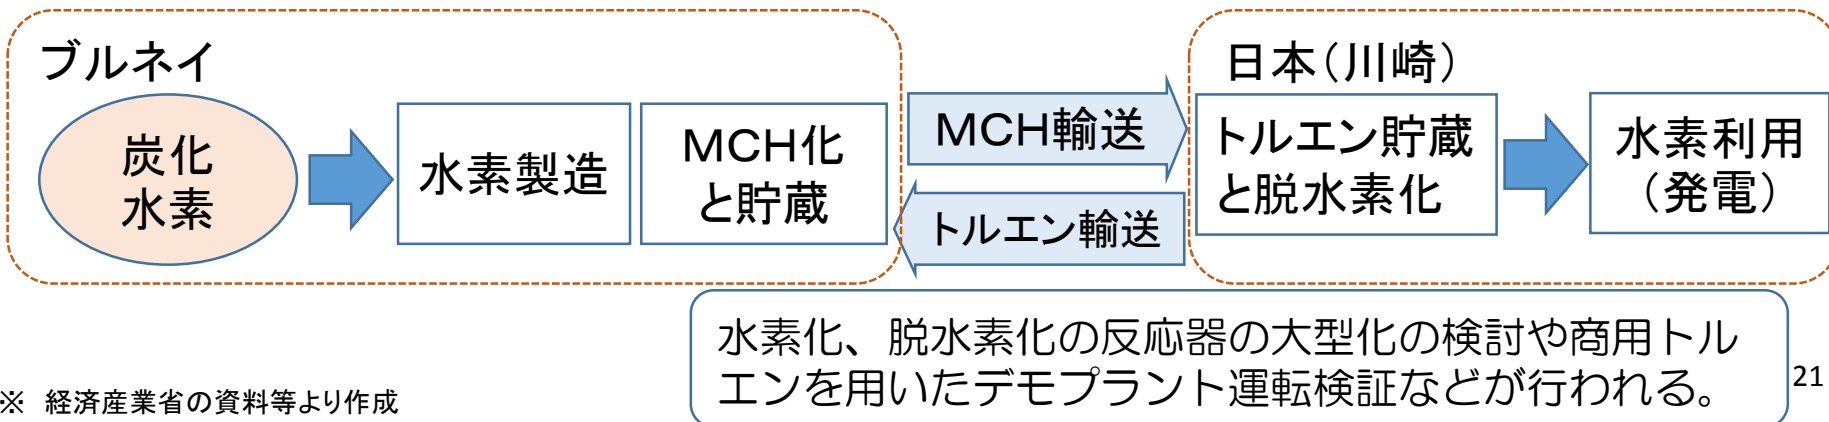 ブルネイ
炭化
水素
水素製造
MCH化
と貯蔵
MCH輸送
トルエン輸送
日本(川崎)
トルエン貯蔵
と脱水素化
水素利用
(発電)
水素化、脱水素化の反応器の大型化の検討や商用トル
エンを用いたデモプラント運転検証などが行われる。
※ 経済産業省の資料等より作成
21